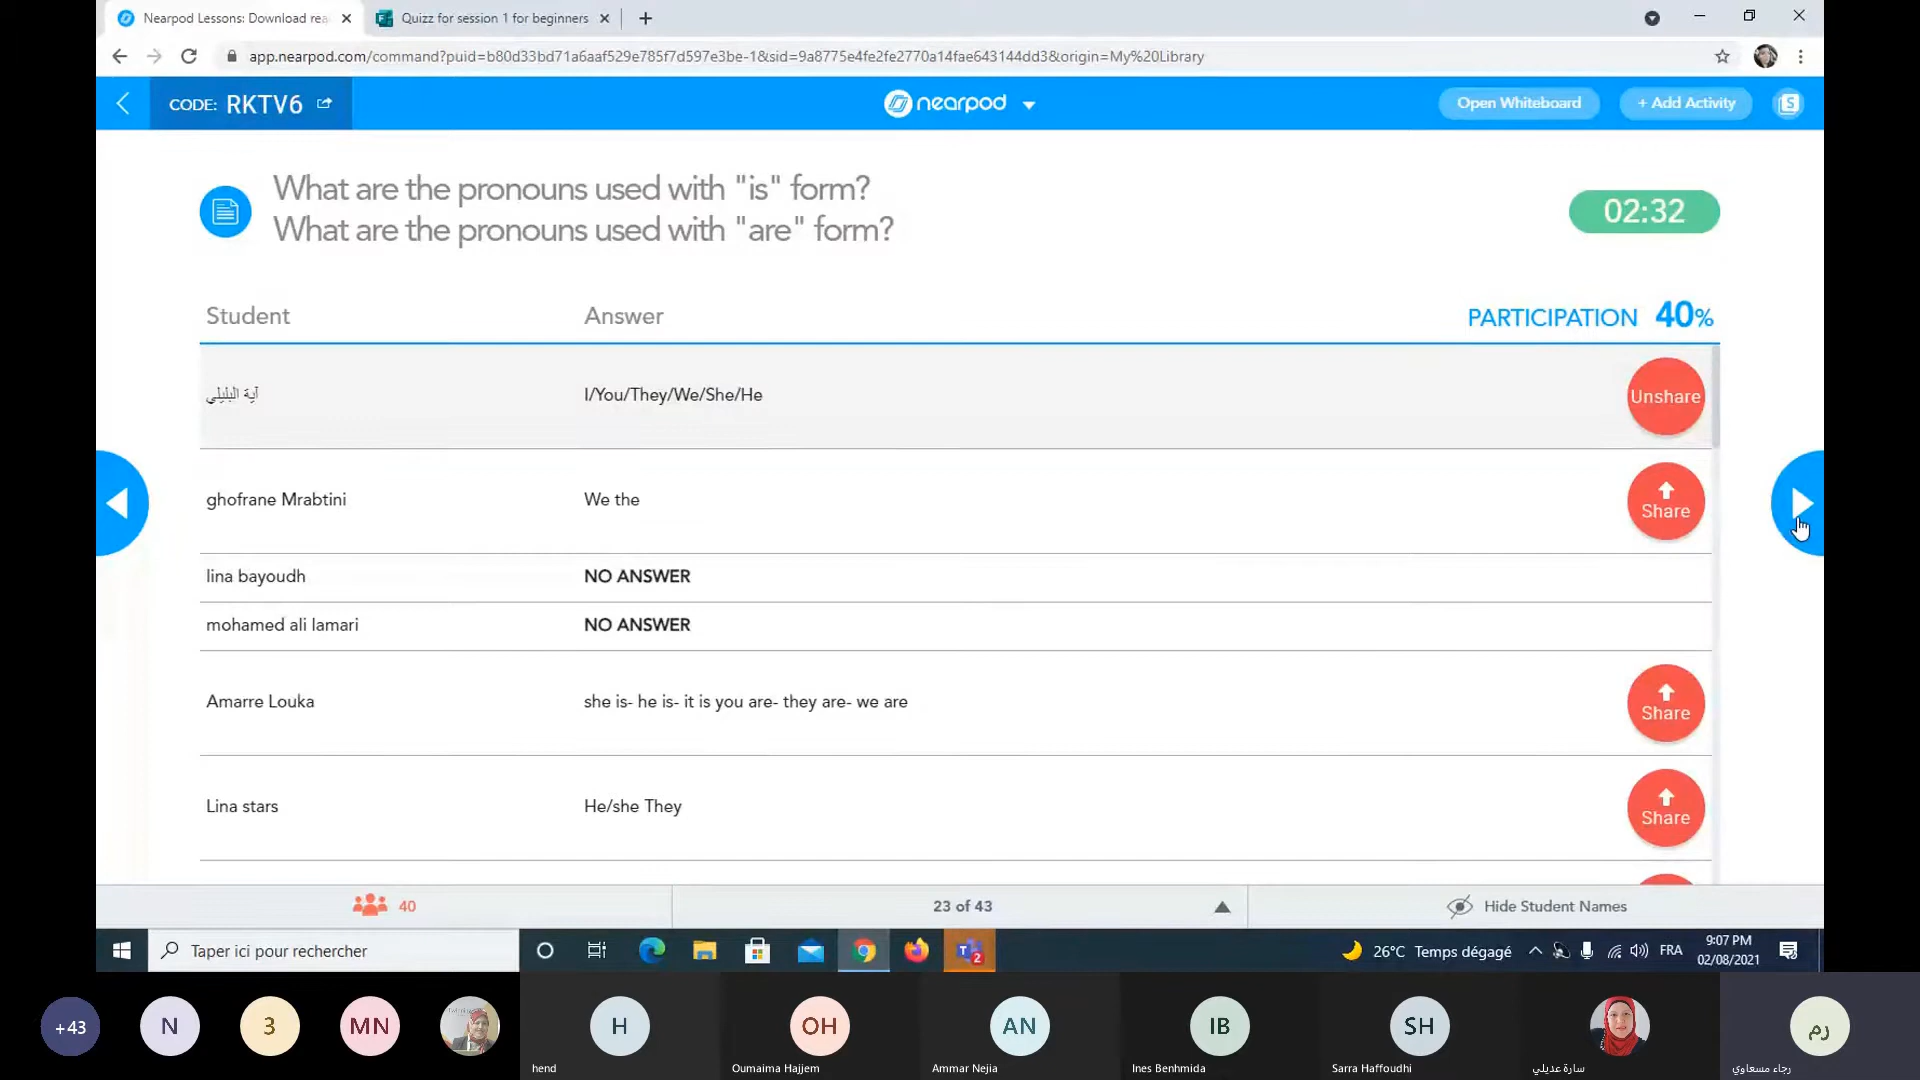 Nearpod Lessons: Download rea
Quizz for session 1 for beginners
app.nearpod.com/command?puid=b80d33bd71a6aaf529e785f7d597e3be-1&sid=9a8775e4fe2fe2770a14fae643144dd3&origin=My%20Library
CODE: RKTV6
nearpod
Open Whiteboard
+ Add Activity
S
What are the pronouns used with "is" form?
What are the pronouns used with "are" form?
02:32
Student
Answer
PARTICIPATION 40%
آية البليلي
I/You/They/We/She/He
Unshare
ghofrane Mrabtini
We the
Share
lina bayoudh
NO ANSWER
mohamed ali lamari
NO ANSWER
Amarre Louka
she is- he is- it is you are- they are- we are
Share
Lina stars
He/she They
Share
40
23 of 43
Hide Student Names
Taper ici pour rechercher
T
2
26°C Temps dégagé
FRA
9:07 PM
02/08/2021
+43
N
3
MN
H
hend
OH
Oumaima Hajjem
AN
Ammar Nejia
IB
Ines Benhmida
SH
Sarra Haffoudhi
سارة عديلي
رم
رجاء مسعاوي